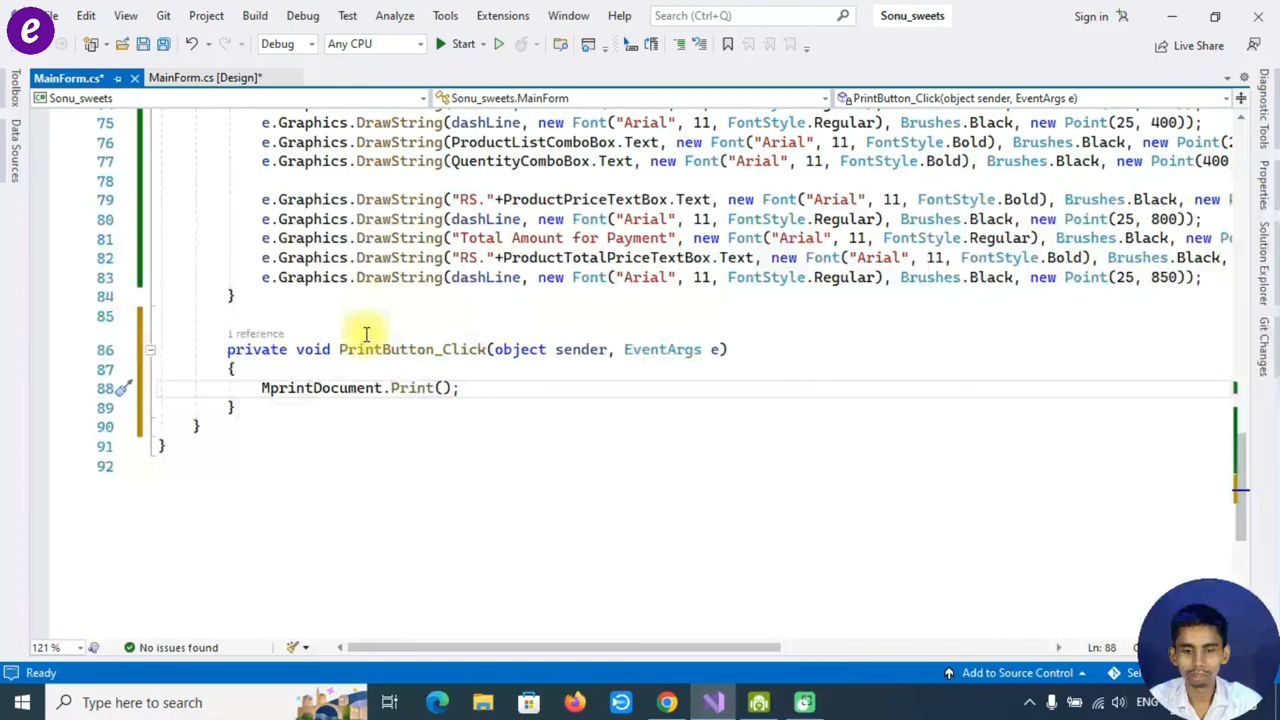 e
File Edit View Git Project Build Debug Test Analyze Tools Extensions Window Help Search (Ctrl+Q) Sonu_sweets Sign in
Debug Any CPU Start Live Share
MainForm.cs* MainForm.cs [Design]*
Sonu_sweets Sonu_sweets.MainForm PrintButton_Click(object sender, EventArgs e)
Toolbox
Data Sources
75 e.Graphics.DrawString(dashLine, new Font("Arial", 11, FontStyle.Regular), Brushes.Black, new Point(25, 400));
76 e.Graphics.DrawString(ProductListComboBox.Text, new Font("Arial", 11, FontStyle.Bold), Brushes.Black, new Point(25
77 e.Graphics.DrawString(QuentityComboBox.Text, new Font("Arial", 11, FontStyle.Bold), Brushes.Black, new Point(400
78
79 e.Graphics.DrawString("RS."+ProductPriceTextBox.Text, new Font("Arial", 11, FontStyle.Bold), Brushes.Black, new P
80 e.Graphics.DrawString(dashLine, new Font("Arial", 11, FontStyle.Regular), Brushes.Black, new Point(25, 800));
81 e.Graphics.DrawString("Total Amount for Payment", new Font("Arial", 11, FontStyle.Regular), Brushes.Black, new Po
82 e.Graphics.DrawString("RS."+ProductTotalPriceTextBox.Text, new Font("Arial", 11, FontStyle.Bold), Brushes.Black,
83 e.Graphics.DrawString(dashLine, new Font("Arial", 11, FontStyle.Regular), Brushes.Black, new Point(25, 850));
84 }
85
1 reference
86 private void PrintButton_Click(object sender, EventArgs e)
87 {
88 MprintDocument.Print();
89 }
90 }
91 }
92
Diagnostic Tools
Properties
Solution Explorer
Git Changes
121 % No issues found Ln: 88
Ready Add to Source Control
Type here to search ENG